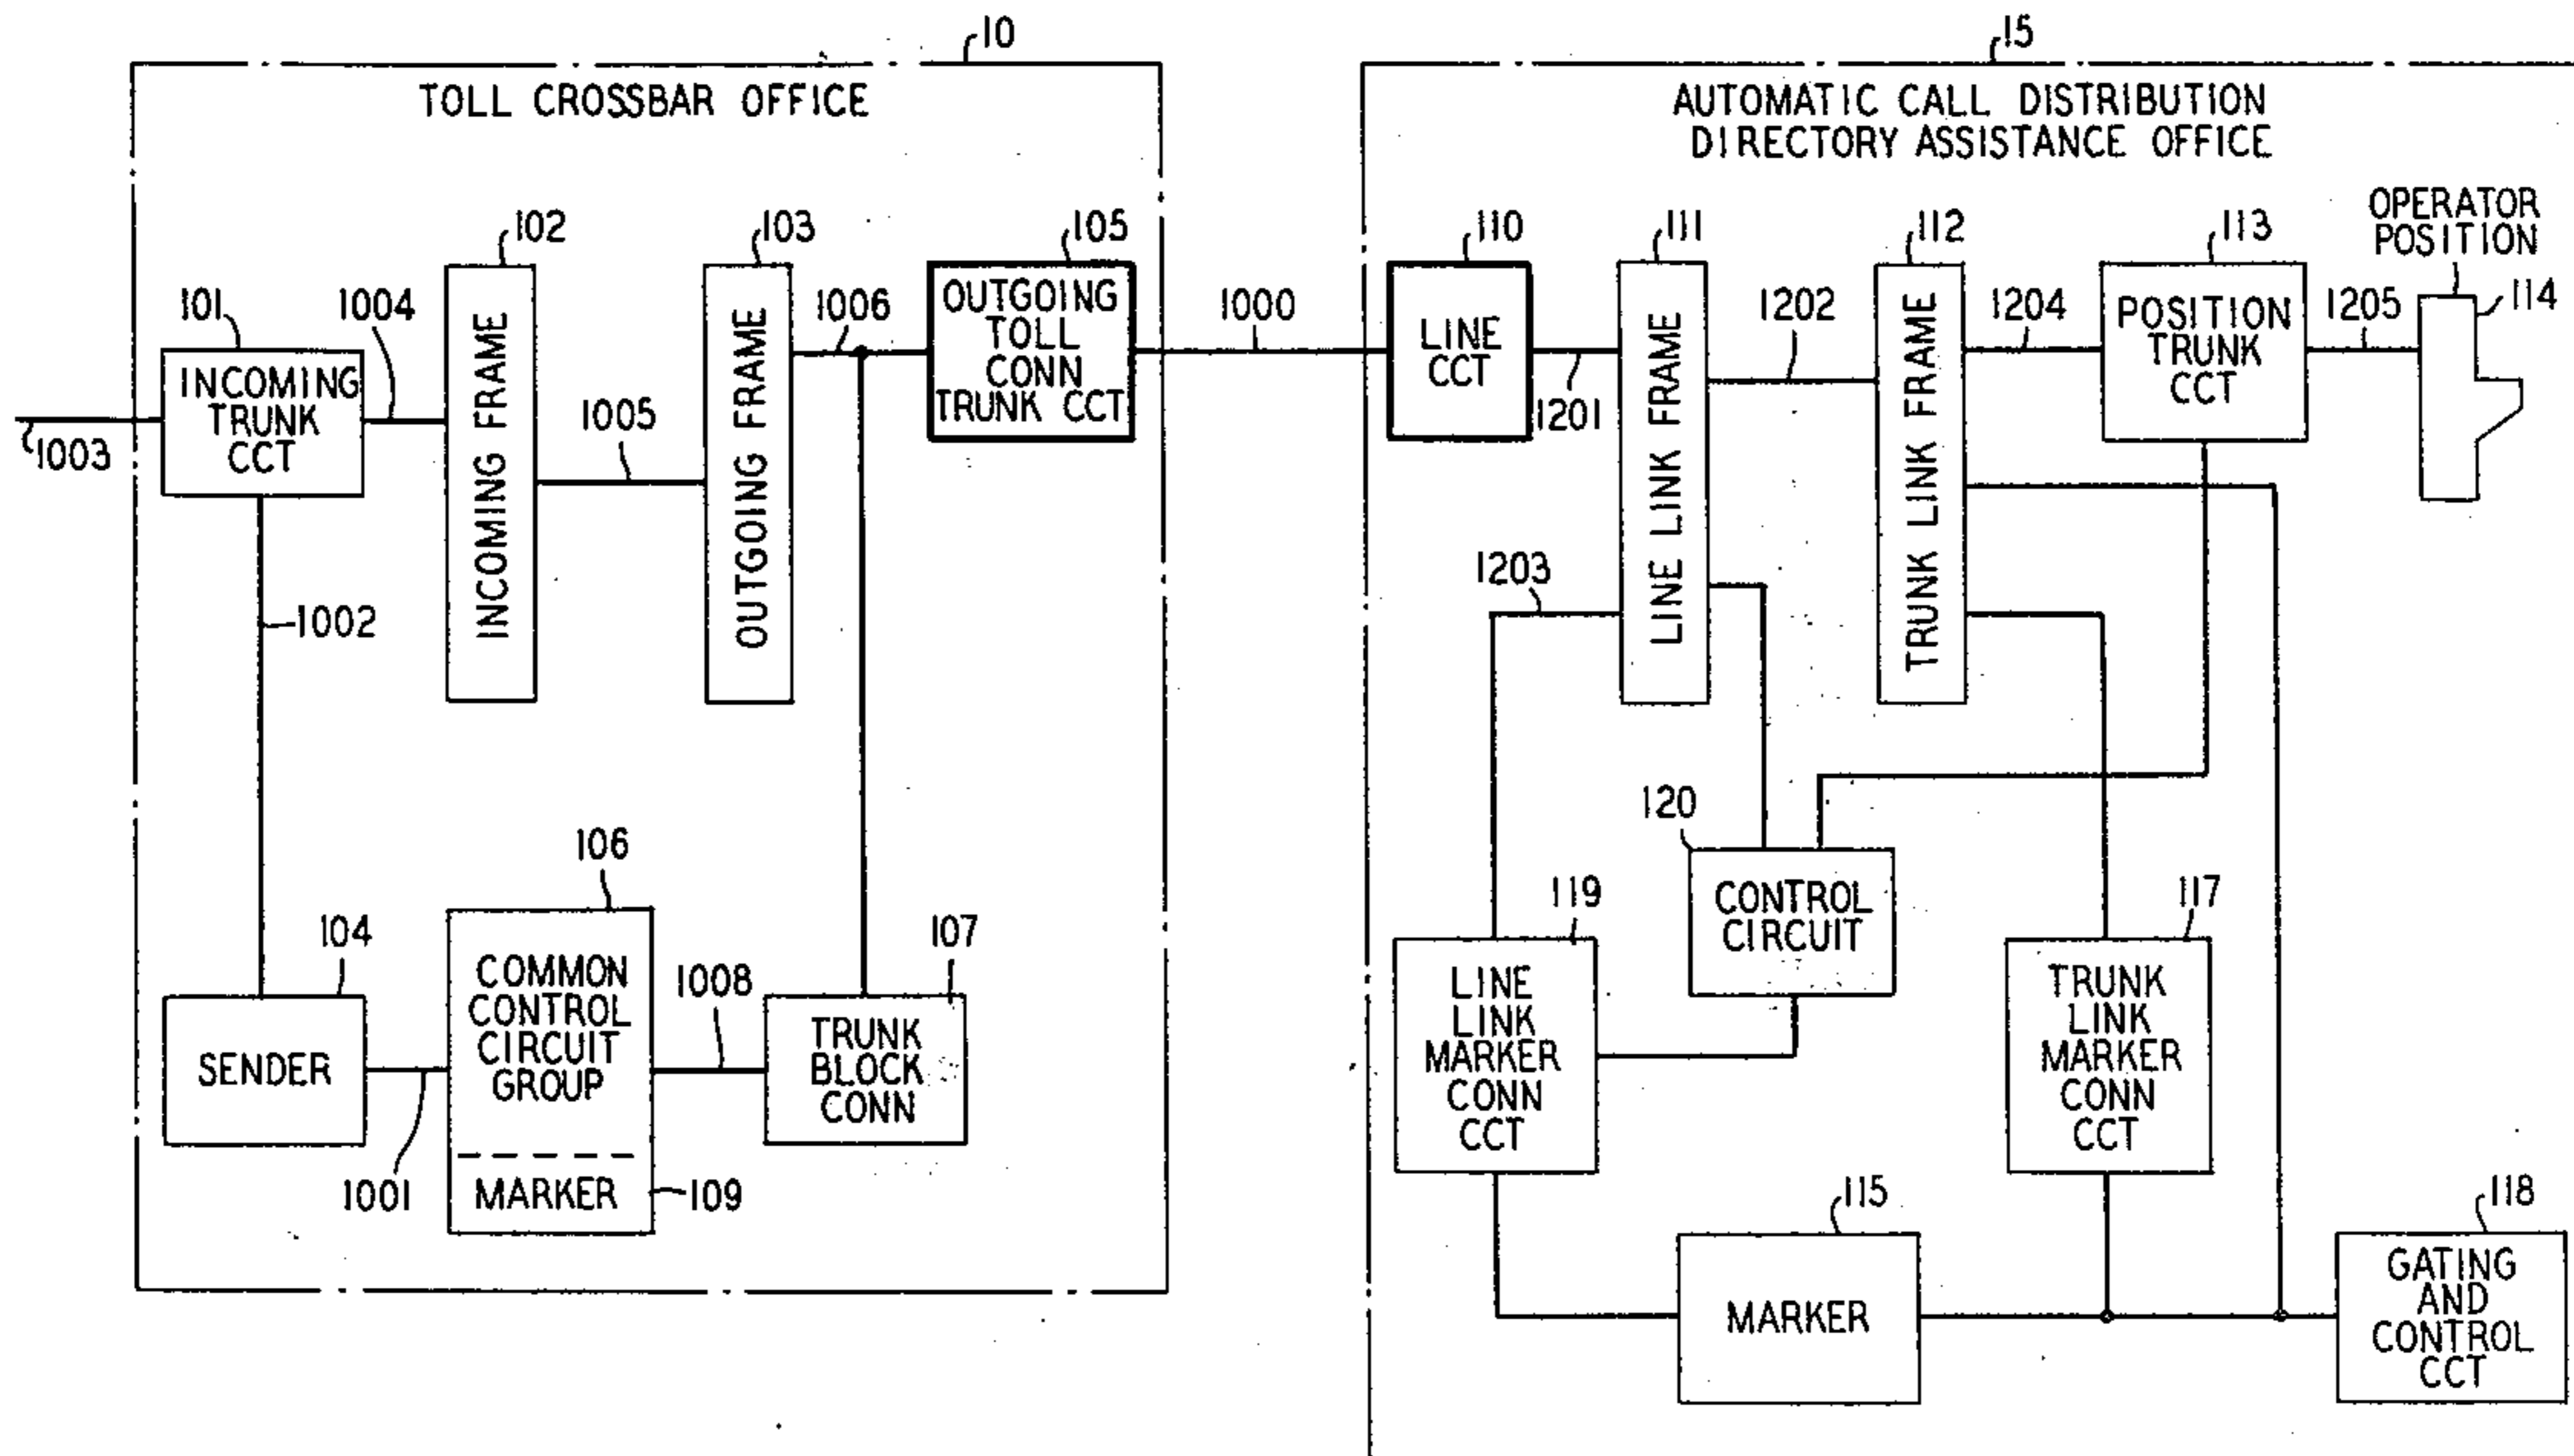 10
15
TOLL CROSSBAR OFFICE
AUTOMATIC CALL DISTRIBUTION
DIRECTORY ASSISTANCE OFFICE
OPERATOR
POSITION
102
103
105
110
111
112
113
114
101
1004
1006
1000
1202
1204
1205
INCOMING
TRUNK
CCT
INCOMING FRAME
OUTGOING FRAME
OUTGOING
TOLL
CONN
TRUNK CCT
LINE
CCT
LINE LINK FRAME
TRUNK LINK FRAME
POSITION
TRUNK
CCT
1003
1005
1201
1203
1002
106
120
104
107
119
117
COMMON
CONTROL
CIRCUIT
GROUP
1008
CONTROL
CIRCUIT
SENDER
TRUNK
BLOCK
CONN
LINE
LINK
MARKER
CONN
CCT
TRUNK
LINK
MARKER
CONN
CCT
1001
MARKER
109
115
118
MARKER
GATING
AND
CONTROL
CCT